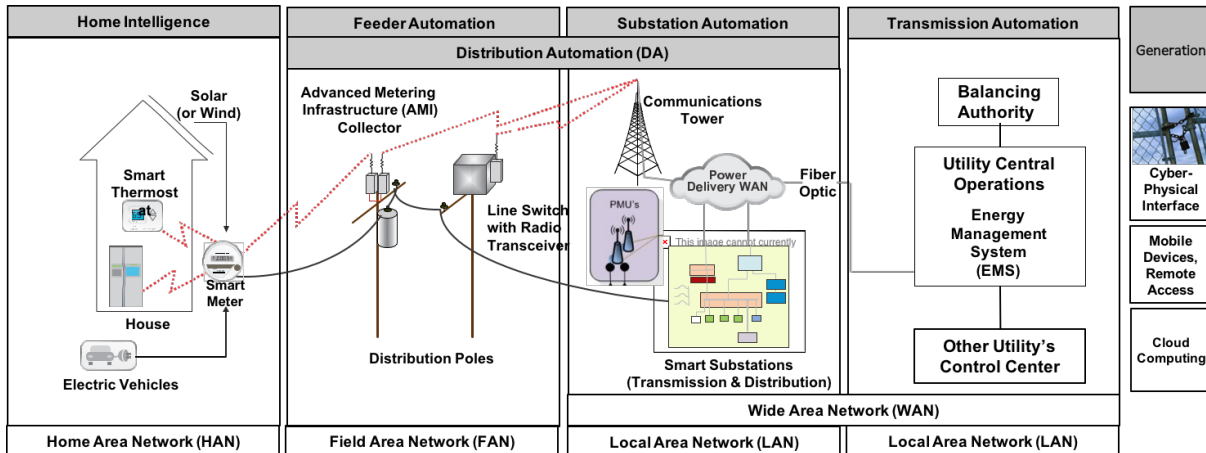 Home Intelligence
Feeder Automation
Substation Automation
Transmission Automation
Generation
Distribution Automation (DA)
Solar
(or Wind)
Smart
Thermost
at
Smart
Meter
House
Electric Vehicles
Advanced Metering
Infrastructure (AMI)
Collector
Line Switch
with Radio
Transceiver
Distribution Poles
Communications
Tower
Power
Delivery WAN
Fiber
Optic
PMU's
This image cannot currently
Smart Substations
(Transmission & Distribution)
Balancing
Authority
Utility Central
Operations
Energy
Management
System
(EMS)
Other Utility's
Control Center
Cyber-
Physical
Interface
Mobile
Devices,
Remote
Access
Cloud
Computing
Wide Area Network (WAN)
Home Area Network (HAN)
Field Area Network (FAN)
Local Area Network (LAN)
Local Area Network (LAN)